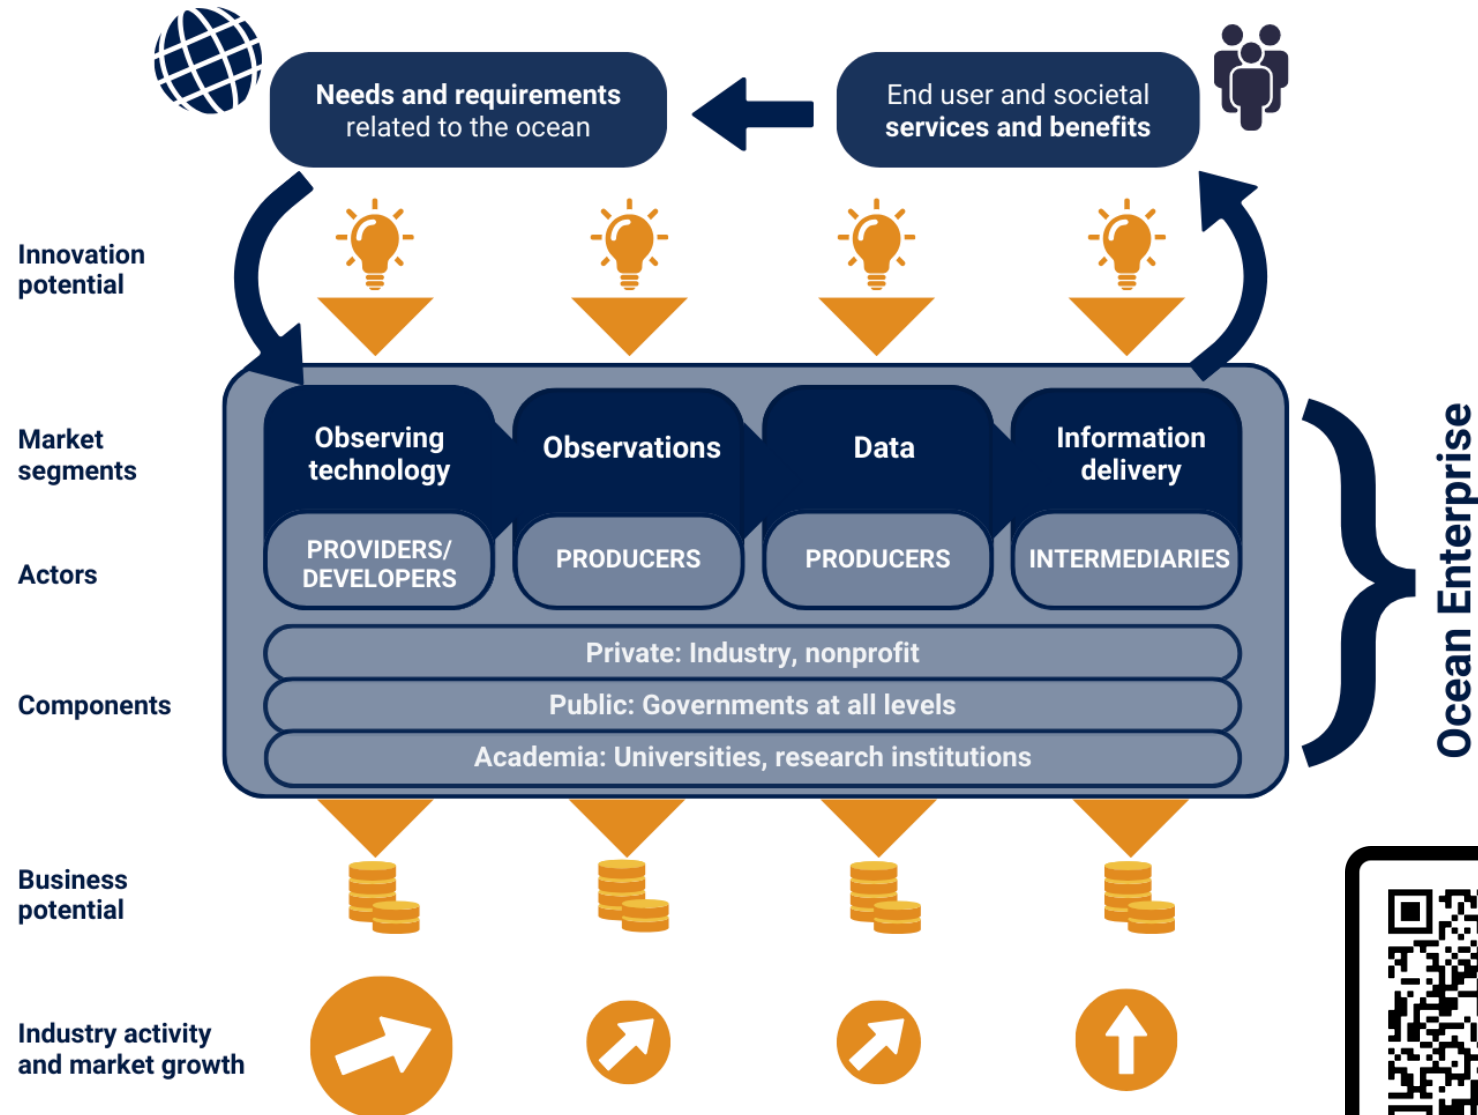 Needs and requirements
related to the ocean
End user and societal
services and benefits
Innovation
potential
Market
segments
Observing
technology
Observations
Data
Information
delivery
Actors
PROVIDERS/
DEVELOPERS
PRODUCERS
PRODUCERS
INTERMEDIARIES
Components
Private: Industry, nonprofit
Public: Governments at all levels
Academia: Universities, research institutions
Ocean Enterprise
Business
potential
Industry activity
and market growth